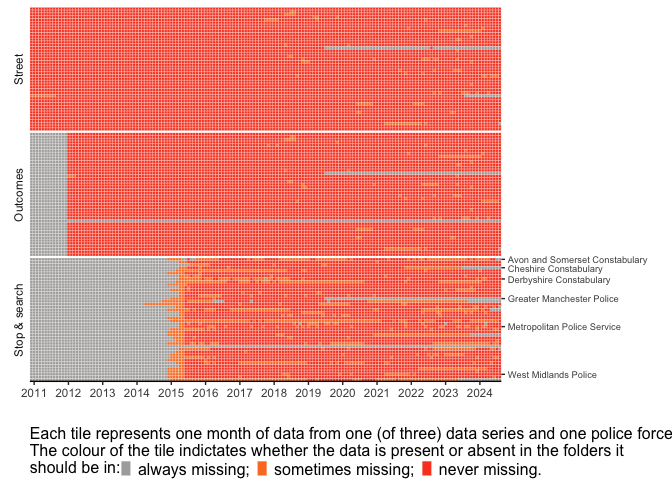 Street
Outcomes
Stop & search
Avon and Somerset Constabulary
Cheshire Constabulary
Derbyshire Constabulary
Greater Manchester Police
Metropolitan Police Service
West Midlands Police
2011 2012 2013 2014 2015 2016 2017 2018 2019 2020 2021 2022 2023 2024
Each tile represents one month of data from one (of three) data series and one police force
The colour of the tile indictates whether the data is present or absent in the folders it
should be in: always missing; sometimes missing; never missing.